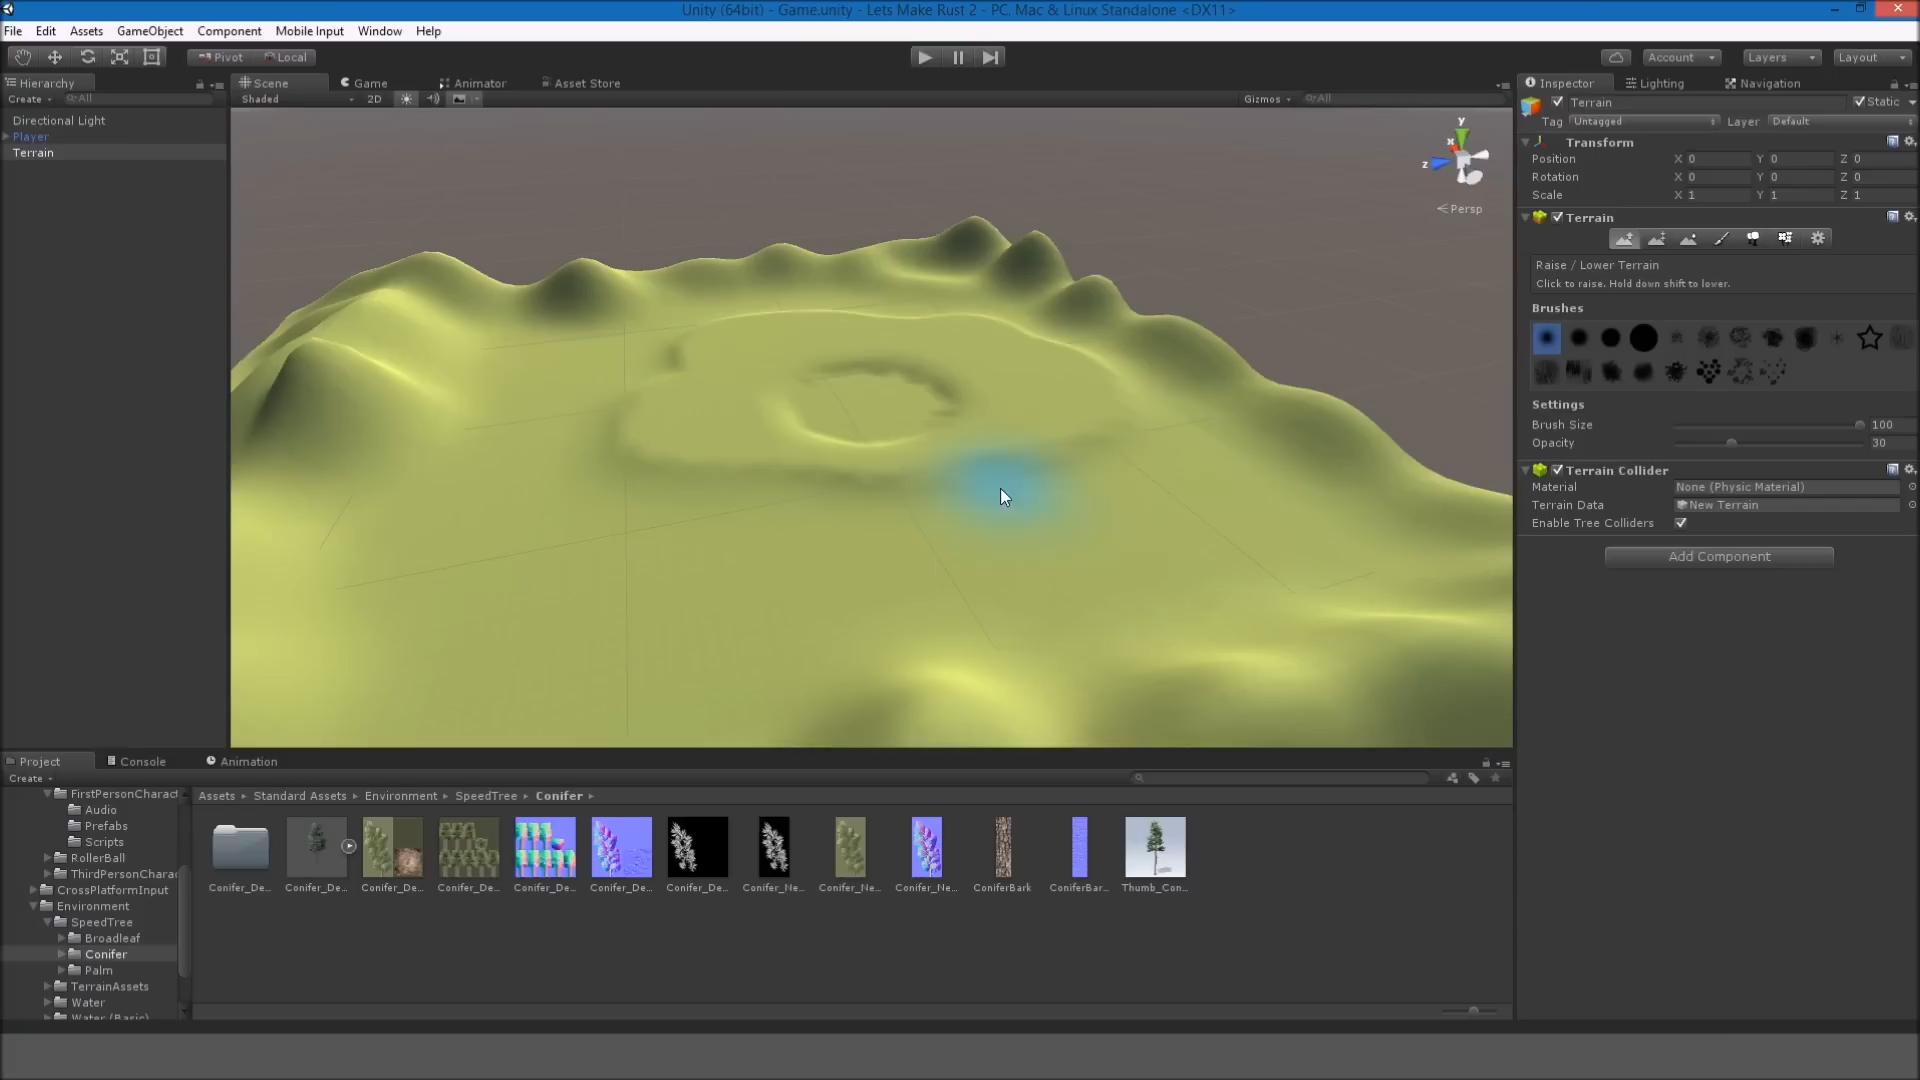 Unity (64bit) - Game.unity - Lets Make Rust 2 - PC, Mac & Linux Standalone <DX11>
File Edit Assets GameObject Component Mobile Input Window Help
Pivot Local Account Layers Layout
Hierarchy Scene Game Animator Asset Store Inspector Lighting Navigation
Create All Shaded 2D Gizmos All Terrain Static
Directional Light
Player
Terrain
Tag Untagged Layer Default
Transform
Position X 0 Y 0 Z 0
Rotation X 0 Y 0 Z 0
Scale X 1 Y 1 Z 1
y
x
z
Persp
Terrain
Raise / Lower Terrain
Click to raise. Hold down shift to lower.
Brushes
Settings
Brush Size 100
Opacity 30
Terrain Collider
Material None (Physic Material)
Terrain Data New Terrain
Enable Tree Colliders
Add Component
Project Console Animation
Create
FirstPersonCharact
Audio
Prefabs
Scripts
RollerBall
ThirdPersonCharac
CrossPlatformInput
Environment
SpeedTree
Broadleaf
Conifer
Palm
TerrainAssets
Water
Water (Basic)
Assets Standard Assets Environment SpeedTree Conifer
Conifer_De... Conifer_De... Conifer_De... Conifer_De... Conifer_De... Conifer_De... Conifer_De... Conifer_Ne... Conifer_Ne... Conifer_Ne... ConiferBark ConiferBar... Thumb_Con...